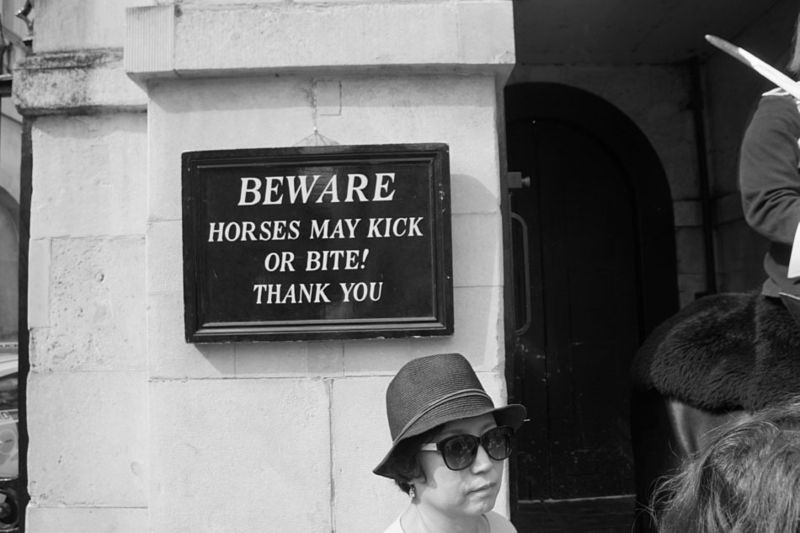 BEWARE
HORSES MAY KICK
OR BITE!
THANK YOU